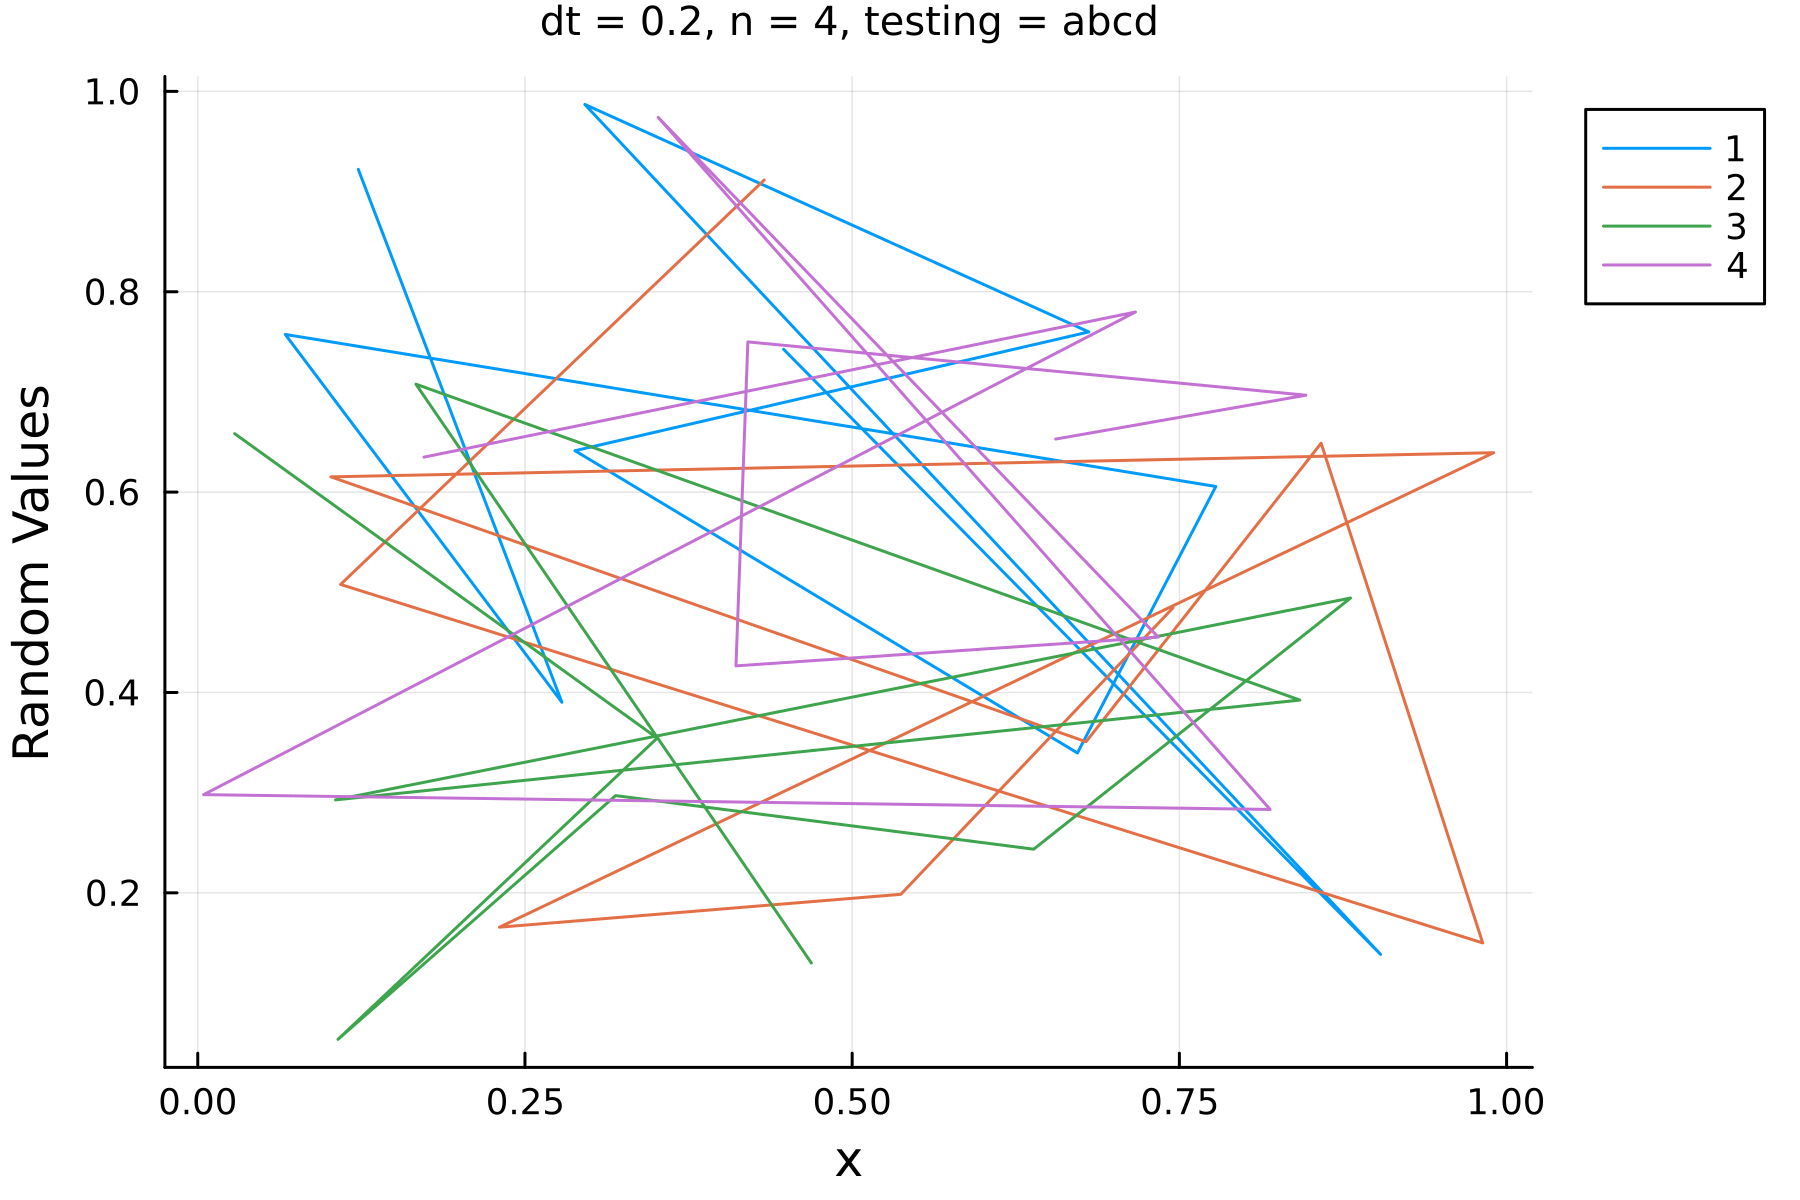 dt = 0.2, n = 4, testing = abcd
1.0
0.8
0.6
0.4
0.2
Random Values
0.00 0.25 0.50 0.75 1.00
x
1
2
3
4